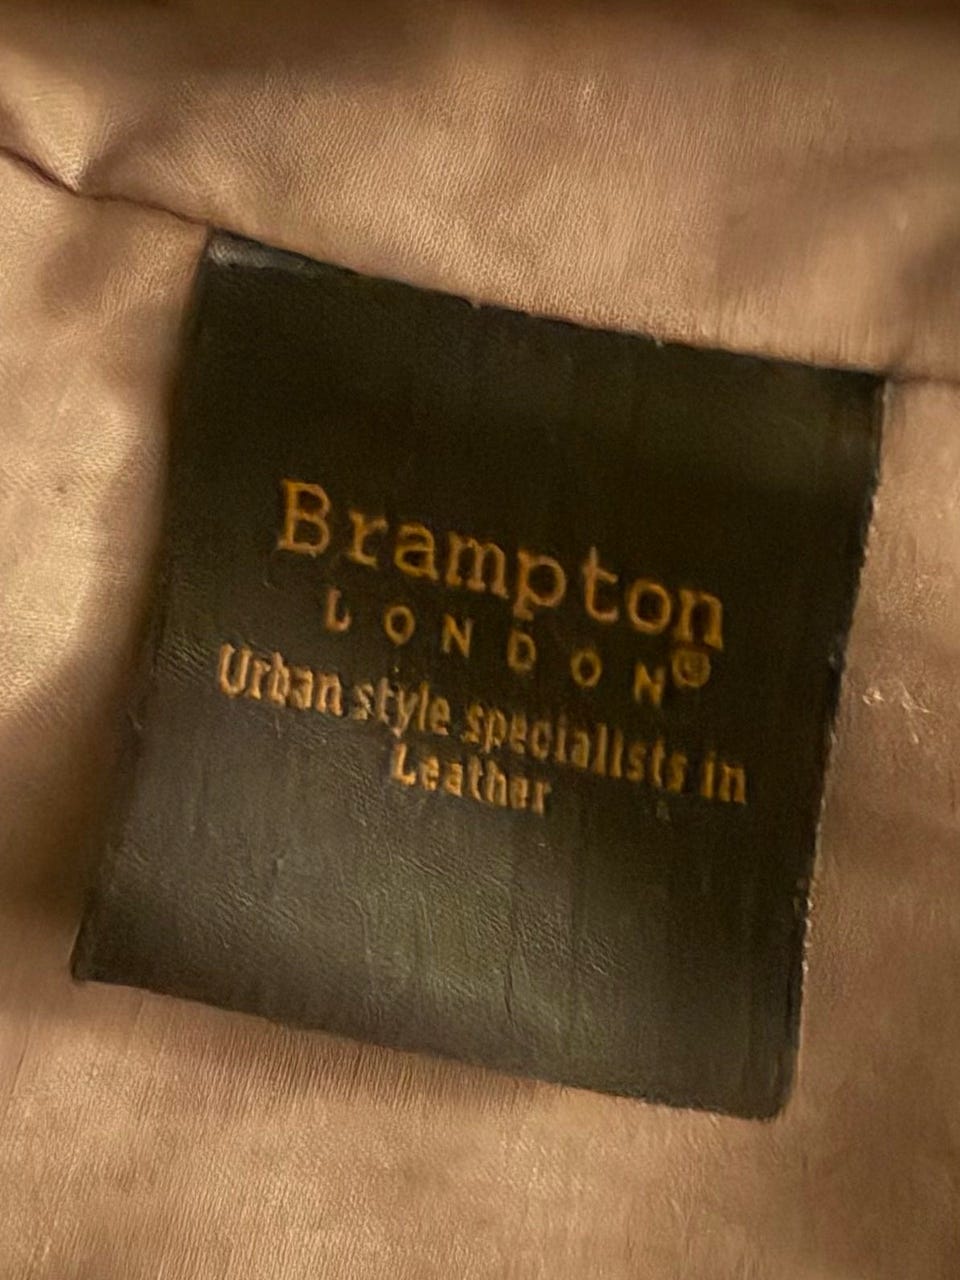 Brampton
LONDON®
Urban style specialists in
Leather